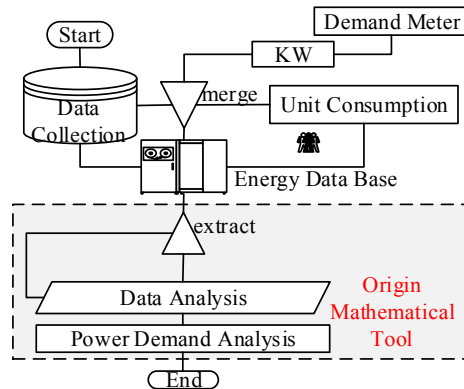 Start
Demand Meter
KW
Data
Collection
merge
Unit Consumption
Energy Data Base
extract
Data Analysis
Origin
Mathematical
Tool
Power Demand Analysis
End